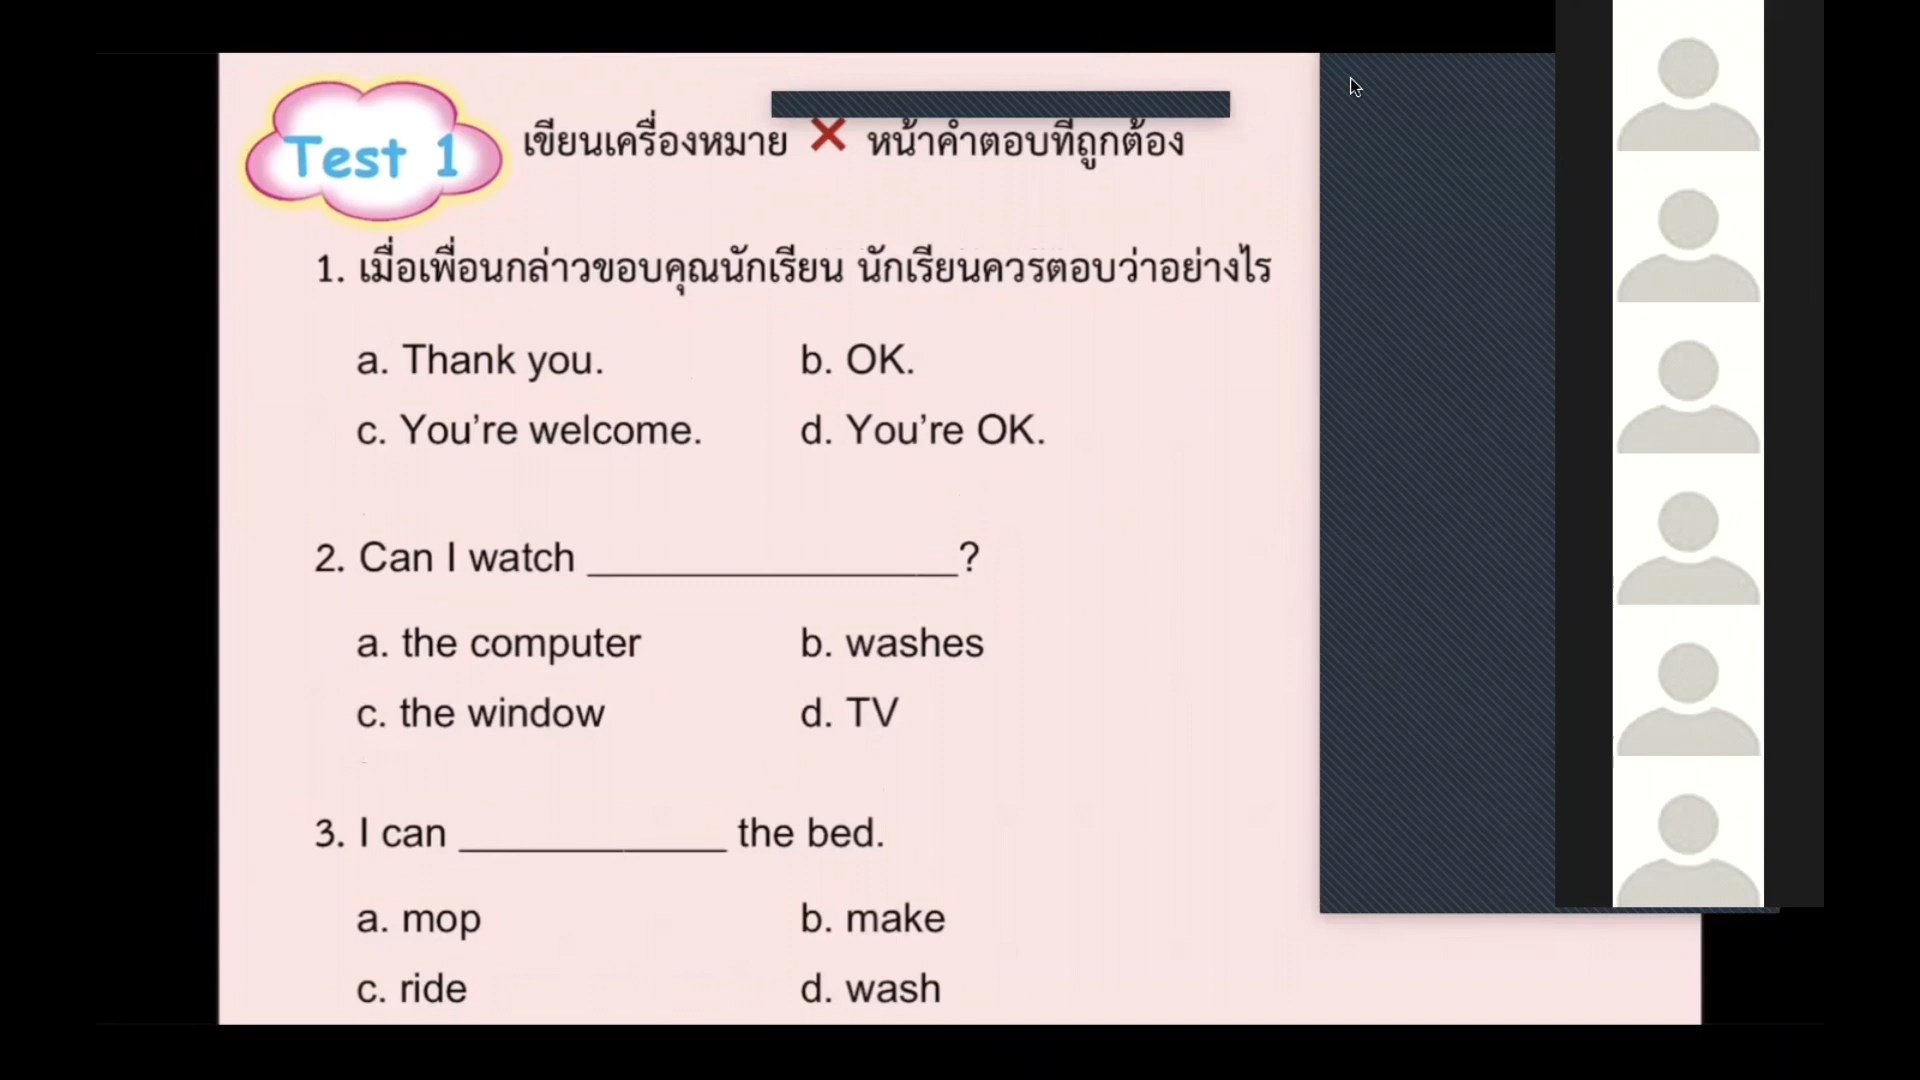 Test 1
เขียนเครื่องหมาย ✕ หน้าคำตอบที่ถูกต้อง
1. เมื่อเพื่อนกล่าวขอบคุณนักเรียน นักเรียนควรตอบว่าอย่างไร
a. Thank you. b. OK.
c. You’re welcome. d. You’re OK.
2. Can I watch ________________?
a. the computer b. washes
c. the window d. TV
3. I can ____________ the bed.
a. mop b. make
c. ride d. wash